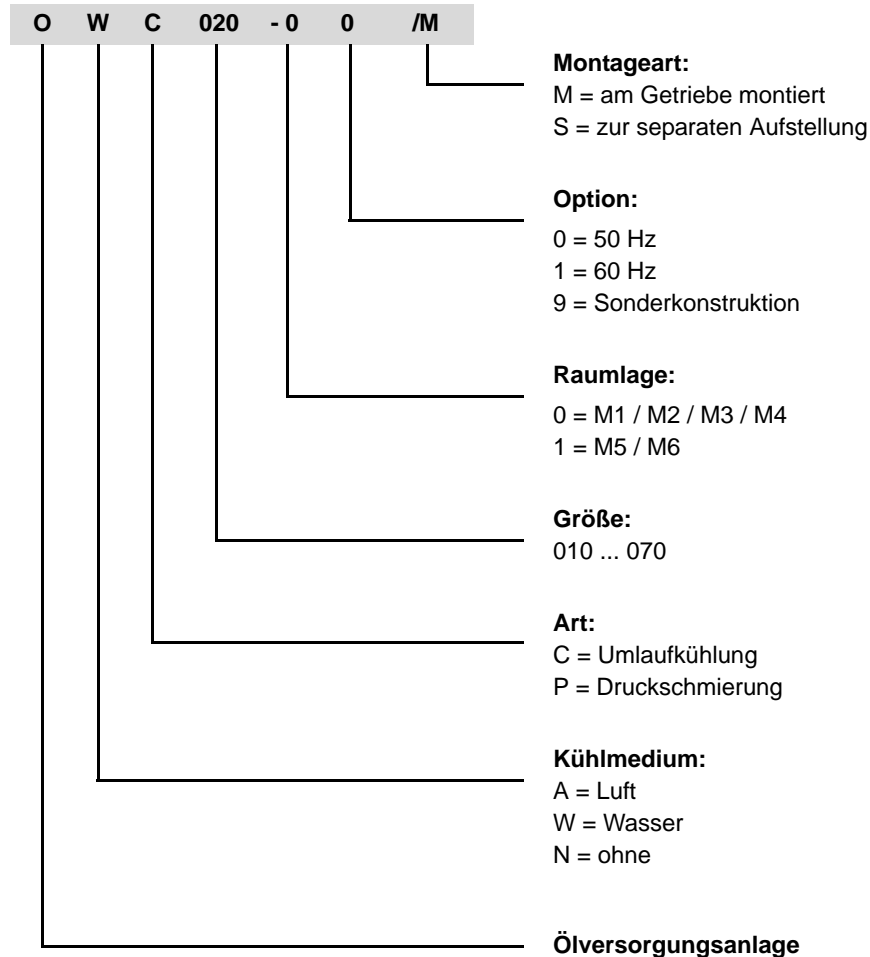 O W C 020 - 0 0 /M
Montageart:
M = am Getriebe montiert
S = zur separaten Aufstellung
Option:
0 = 50 Hz
1 = 60 Hz
9 = Sonderkonstruktion
Raumlage:
0 = M1 / M2 / M3 / M4
1 = M5 / M6
Größe:
010 ... 070
Art:
C = Umlaufkühlung
P = Druckschmierung
Kühlmedium:
A = Luft
W = Wasser
N = ohne
Ölversorgungsanlage